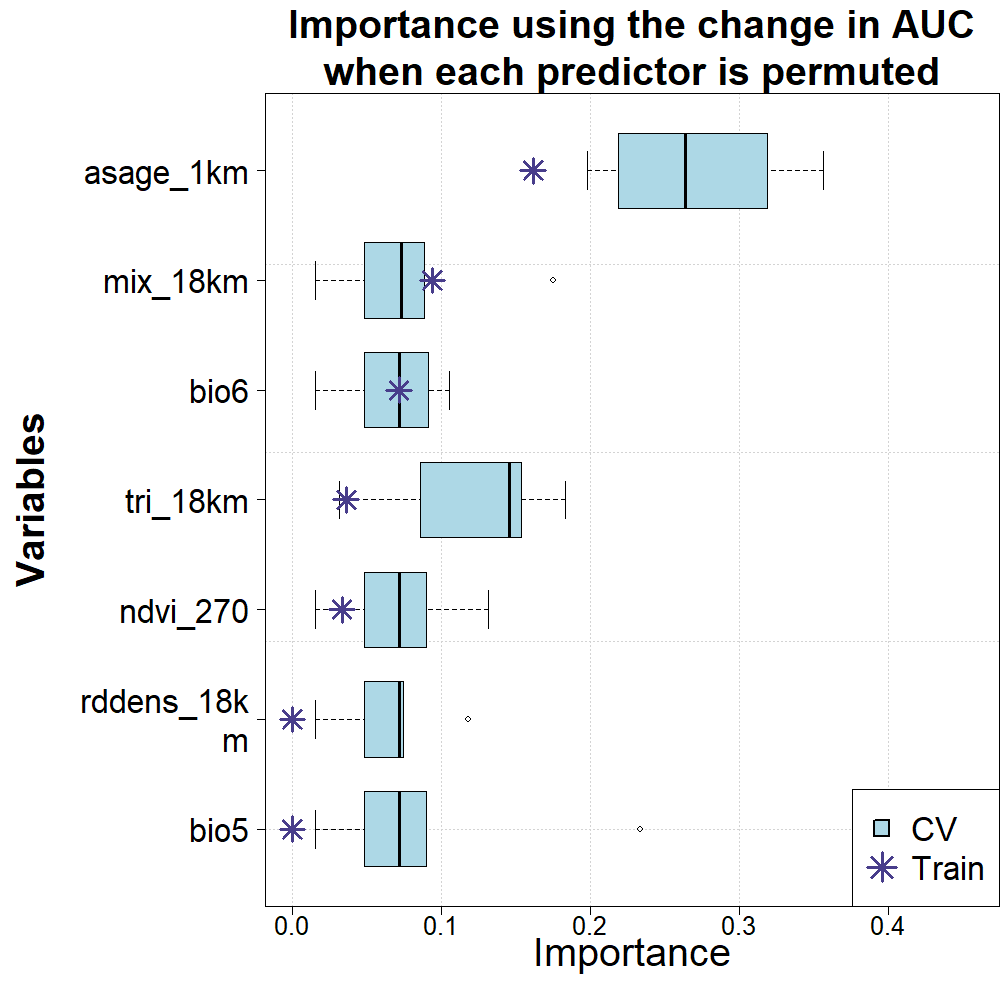 Importance using the change in AUC
when each predictor is permuted
Variables
asage_1km
mix_18km
bio6
tri_18km
ndvi_270
rddens_18k
m
bio5
CV
Train
0.0 0.1 0.2 0.3 0.4
Importance